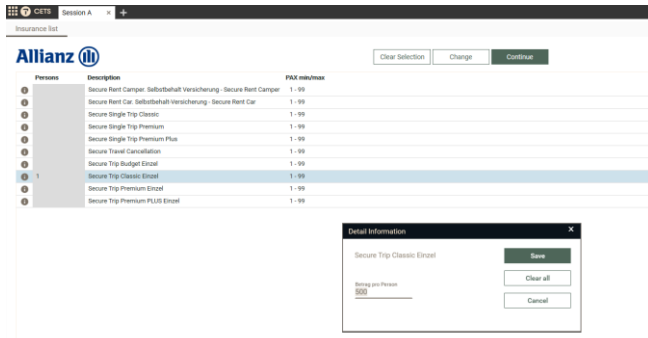 CETS Session A × +
Insurance list
Allianz
Clear Selection Change Continue
Persons Description PAX min/max
Secure Rent Camper. Selbstbehalt Versicherung - Secure Rent Camper 1 - 99
Secure Rent Car. Selbstbehalt-Versicherung - Secure Rent Car 1 - 99
Secure Single Trip Classic 1 - 99
Secure Single Trip Premium 1 - 99
Secure Single Trip Premium Plus 1 - 99
Secure Travel Cancellation 1 - 99
Secure Trip Budget Einzel 1 - 99
1 Secure Trip Classic Einzel 1 - 99
Secure Trip Premium Einzel 1 - 99
Secure Trip Premium PLUS Einzel 1 - 99
Detail Information X
Secure Trip Classic Einzel Save
Clear all
Betrag pro Person
500
Cancel